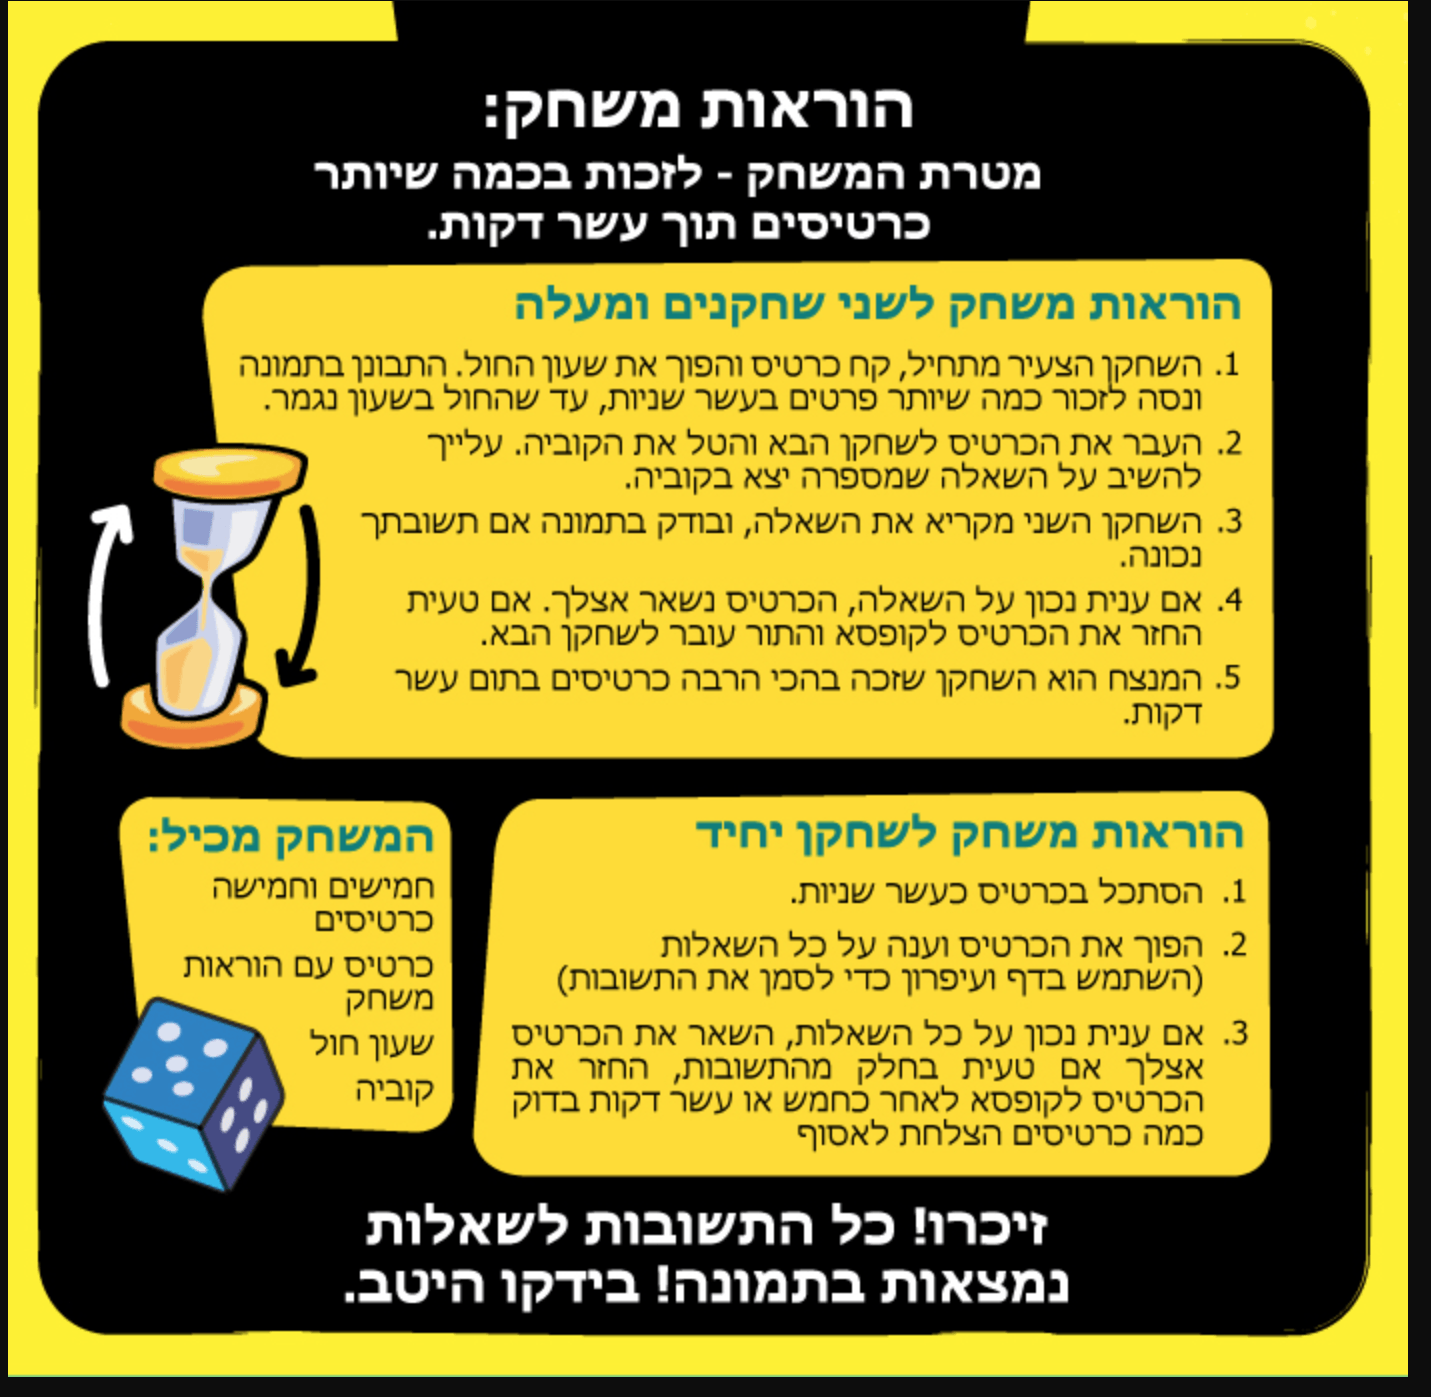 הוראות משחק:
מטרת המשחק - לזכות בכמה שיותר
כרטיסים תוך עשר דקות.
הוראות משחק לשני שחקנים ומעלה
1. השחקן הצעיר מתחיל, קח כרטיס והפוך את שעון החול. התבונן בתמונה
ונסה לזכור כמה שיותר פרטים בעשר שניות, עד שהחול בשעון נגמר.
2. העבר את הכרטיס לשחקן הבא והטל את הקוביה. עלייך
להשיב על השאלה שמספרה יצא בקוביה.
3. השחקן השני מקריא את השאלה, ובודק בתמונה אם תשובתך
נכונה.
4. אם ענית נכון על השאלה, הכרטיס נשאר אצלך. אם טעית
החזר את הכרטיס לקופסא והתור עובר לשחקן הבא.
5. המנצח הוא השחקן שזכה בהכי הרבה כרטיסים בתום עשר
דקות.
הוראות משחק לשחקן יחיד
1. הסתכל בכרטיס כעשר שניות.
2. הפוך את הכרטיס וענה על כל השאלות
(השתמש בדף ועיפרון כדי לסמן את התשובות)
3. אם ענית נכון על כל השאלות, השאר את הכרטיס
אצלך אם טעית בחלק מהתשובות, החזר את
הכרטיס לקופסא לאחר כחמש או עשר דקות בדוק
כמה כרטיסים הצלחת לאסוף
המשחק מכיל:
חמישים וחמישה
כרטיסים
כרטיס עם הוראות
משחק
שעון חול
קוביה
זיכרו! כל התשובות לשאלות
נמצאות בתמונה! בידקו היטב.